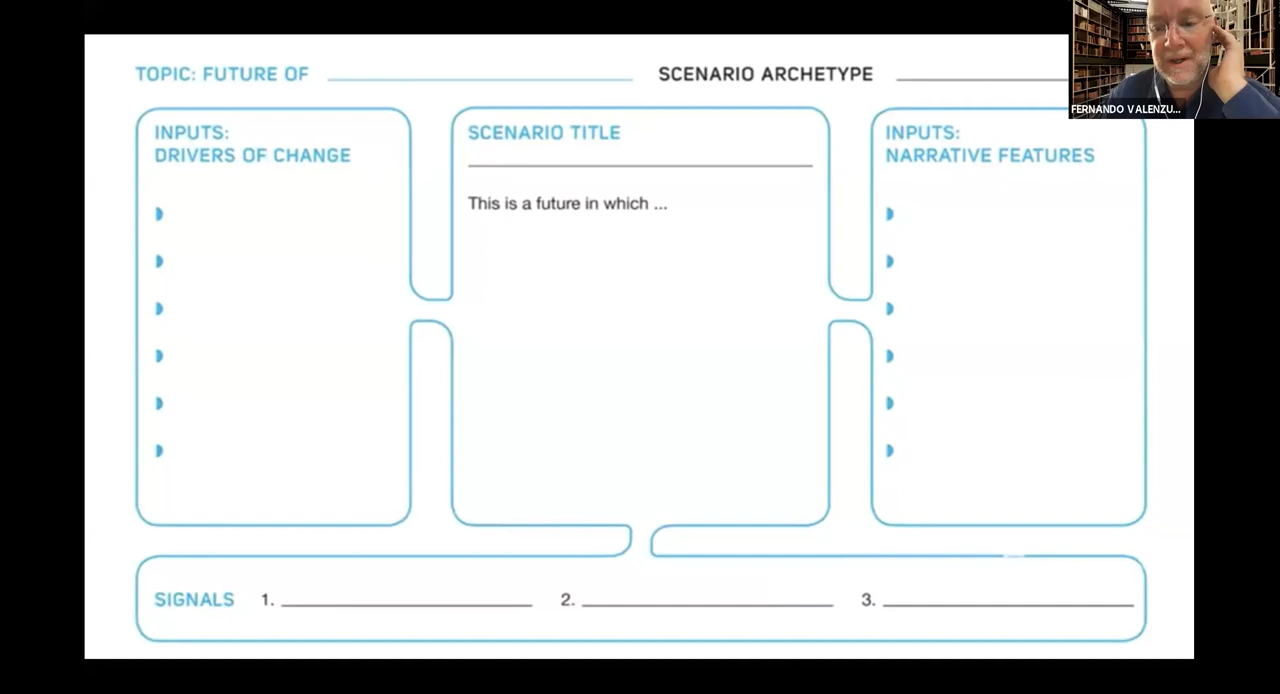 TOPIC: FUTURE OF
SCENARIO ARCHETYPE
FERNANDO VALENZU...
INPUTS:
DRIVERS OF CHANGE
SCENARIO TITLE
This is a future in which ...
INPUTS:
NARRATIVE FEATURES
SIGNALS 1. 2. 3.